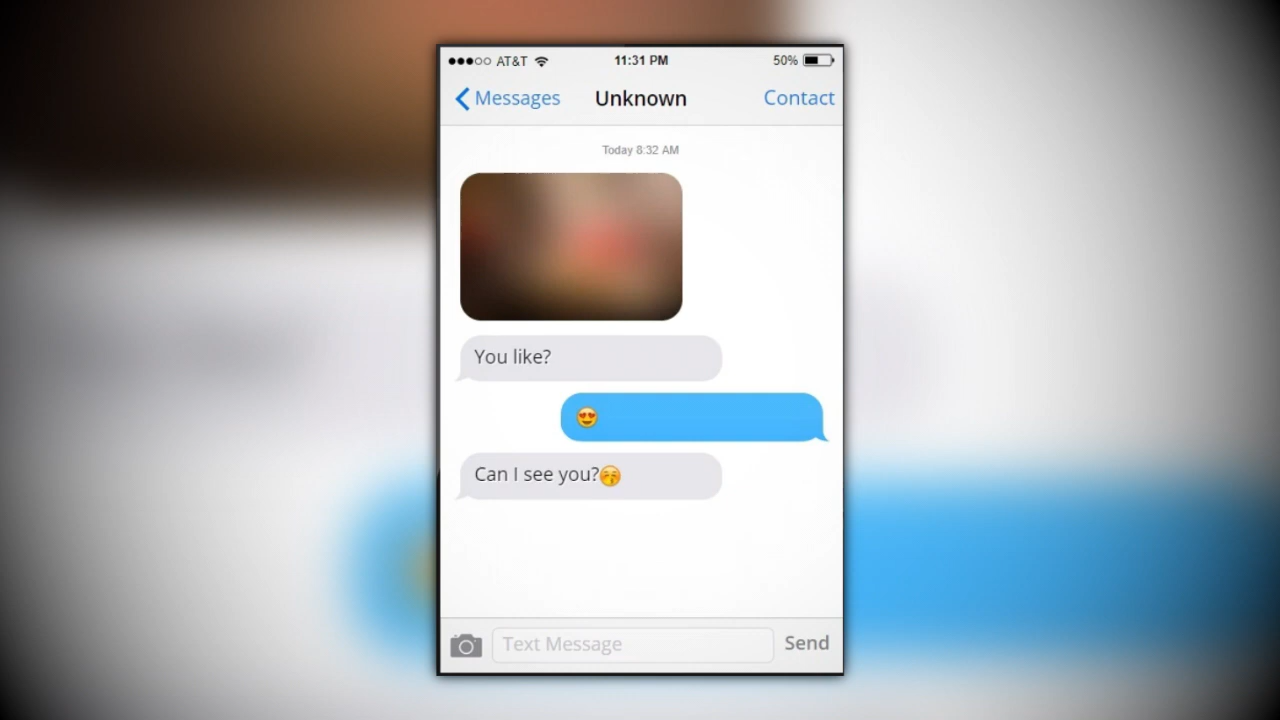 AT&T 11:31 PM 50%
Messages Unknown Contact
Today 8:32 AM
You like?
😍
Can I see you?😚
Text Message Send